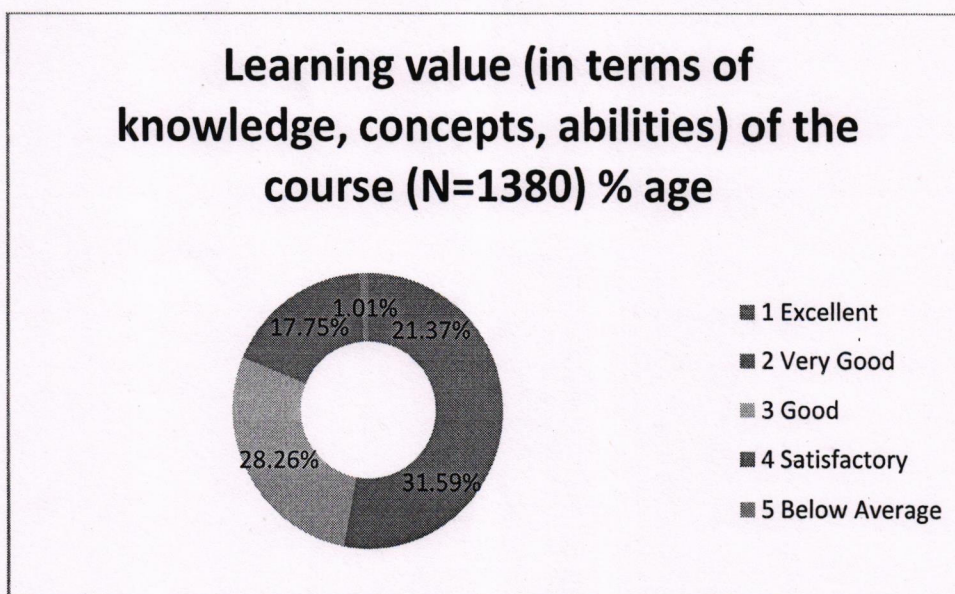 Learning value (in terms of
knowledge, concepts, abilities) of the
course (N=1380) % age
1.01%
17.75%
21.37%
28.26%
31.59%
1 Excellent
2 Very Good
3 Good
4 Satisfactory
5 Below Average